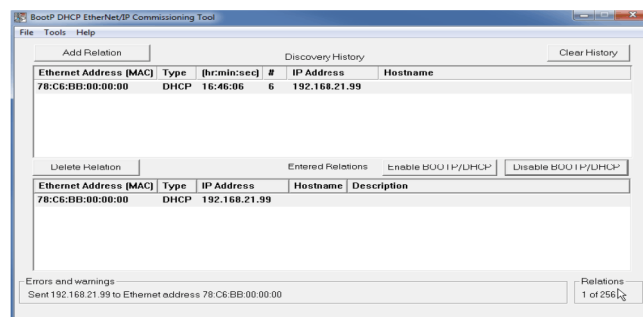 BootP DHCP EtherNet/IP Commissioning Tool
File Tools Help
Add Relation
Discovery History
Clear History
Ethernet Address (MAC) Type (hr:min:sec) # IP Address Hostname
78:C6:BB:00:00:00 DHCP 16:46:06 6 192.168.21.99
Delete Relation
Entered Relations
Enable BOOTP/DHCP
Disable BOOTP/DHCP
Ethernet Address (MAC) Type IP Address Hostname Description
78:C6:BB:00:00:00 DHCP 192.168.21.99
Errors and warnings
Sent 192.168.21.99 to Ethernet address 78:C6:BB:00:00:00
Relations
1 of 256